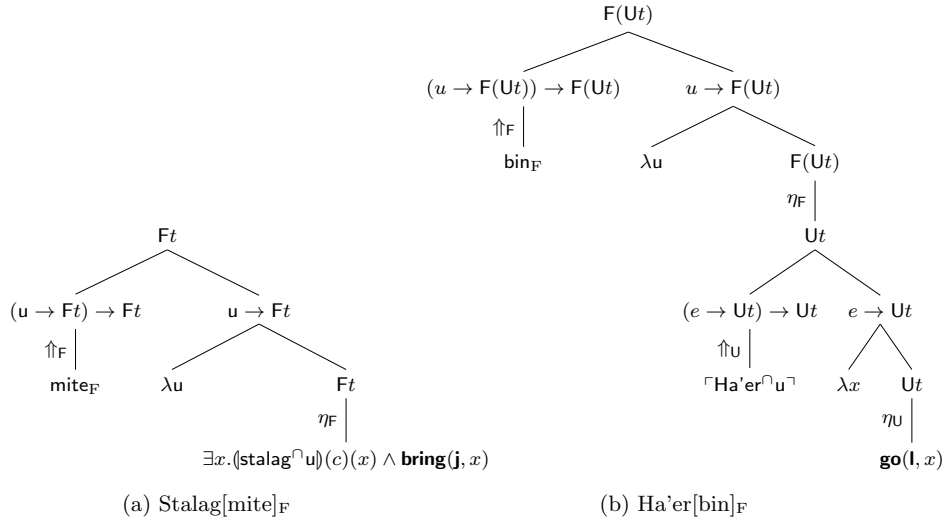 F(Ut)
(u → F(Ut)) → F(Ut) u → F(Ut)
⇑F
binF λu F(Ut)
ηF
Ft Ut
(u → Ft) → Ft u → Ft (e → Ut) → Ut e → Ut
⇑F ⇑U
miteF λu Ft ⌜Ha'er∩u⌝ λx Ut
ηF ηU
∃x.⦇stalag∩u⦈(c)(x) ∧ bring(j, x) go(l, x)
(a) Stalag[mite]F (b) Ha'er[bin]F